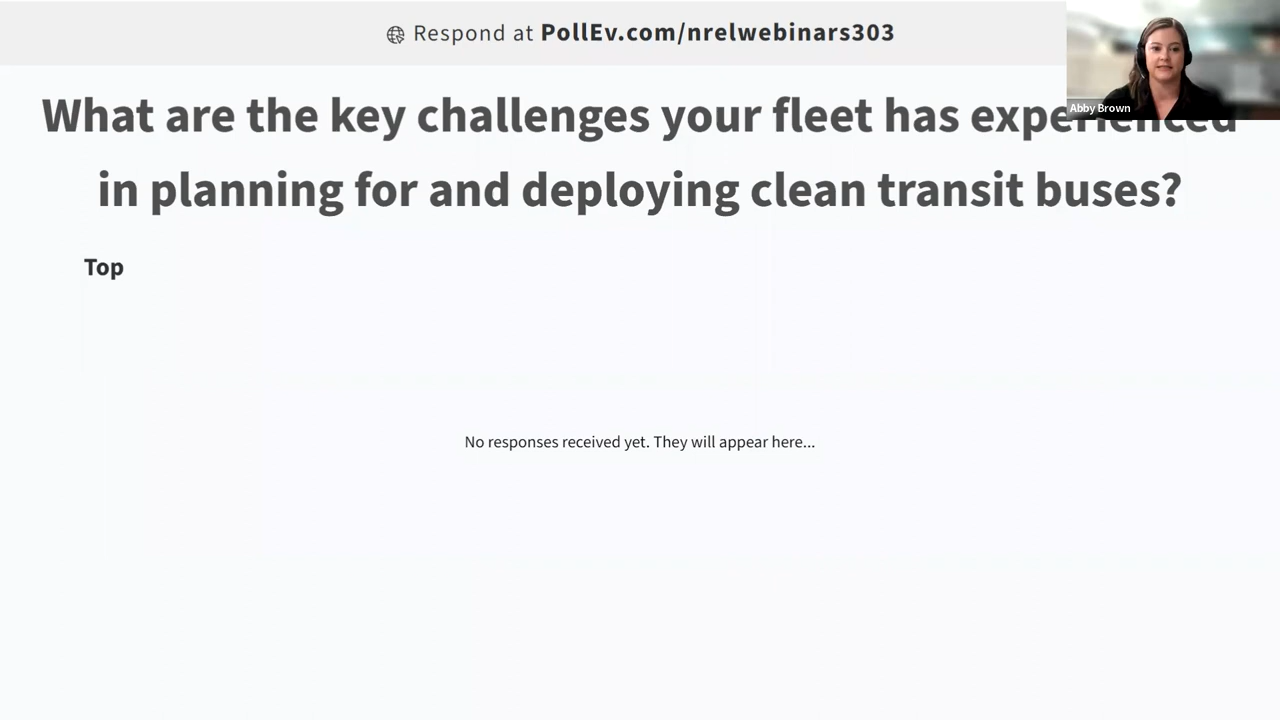 Respond at PollEv.com/nrelwebinars303
Abby Brown
What are the key challenges your fleet has experienced
in planning for and deploying clean transit buses?
Top
No responses received yet. They will appear here...